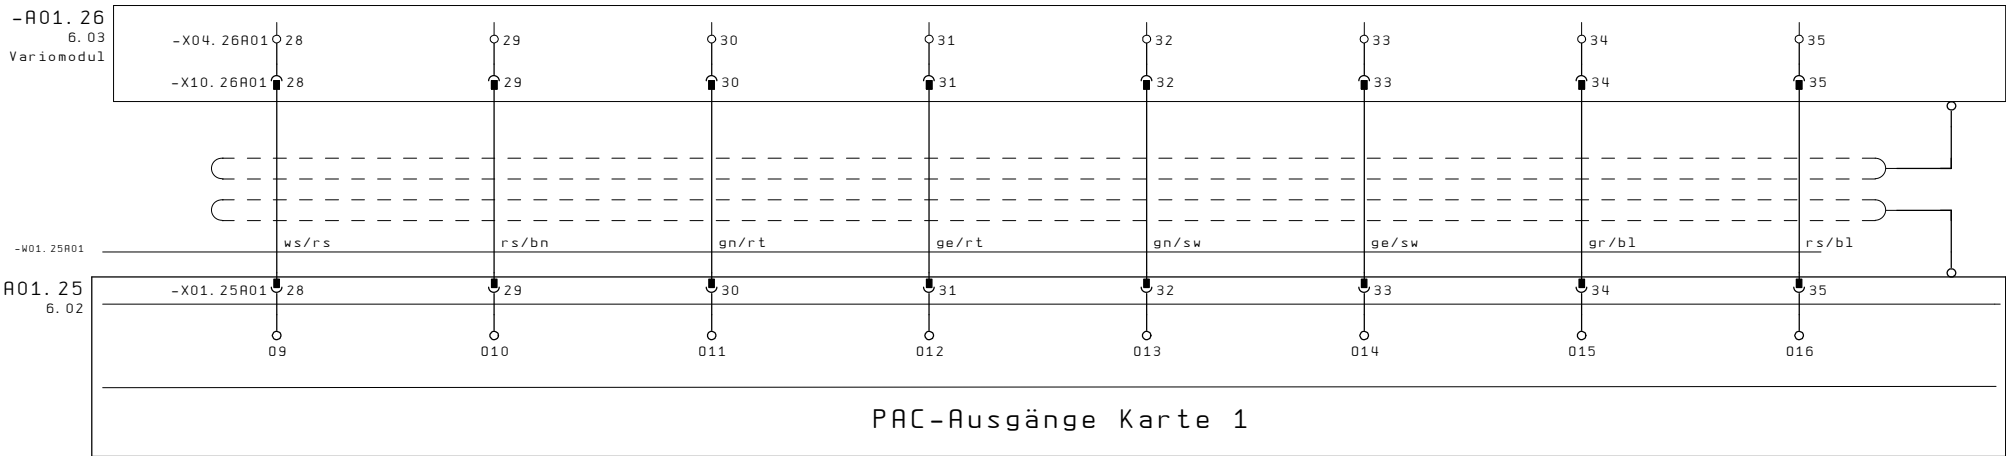 -A01.26
6.03
Variomodul
-X04.26A01 28 29 30 31 32 33 34 35
-X10.26A01 28 29 30 31 32 33 34 35
ws/rs rs/bn gn/rt ge/rt gn/sw ge/sw gr/bl rs/bl
-W01.25A01
A01.25
6.02
-X01.25A01 28 29 30 31 32 33 34 35
O9 O10 O11 O12 O13 O14 O15 O16
PAC-Ausgänge Karte 1